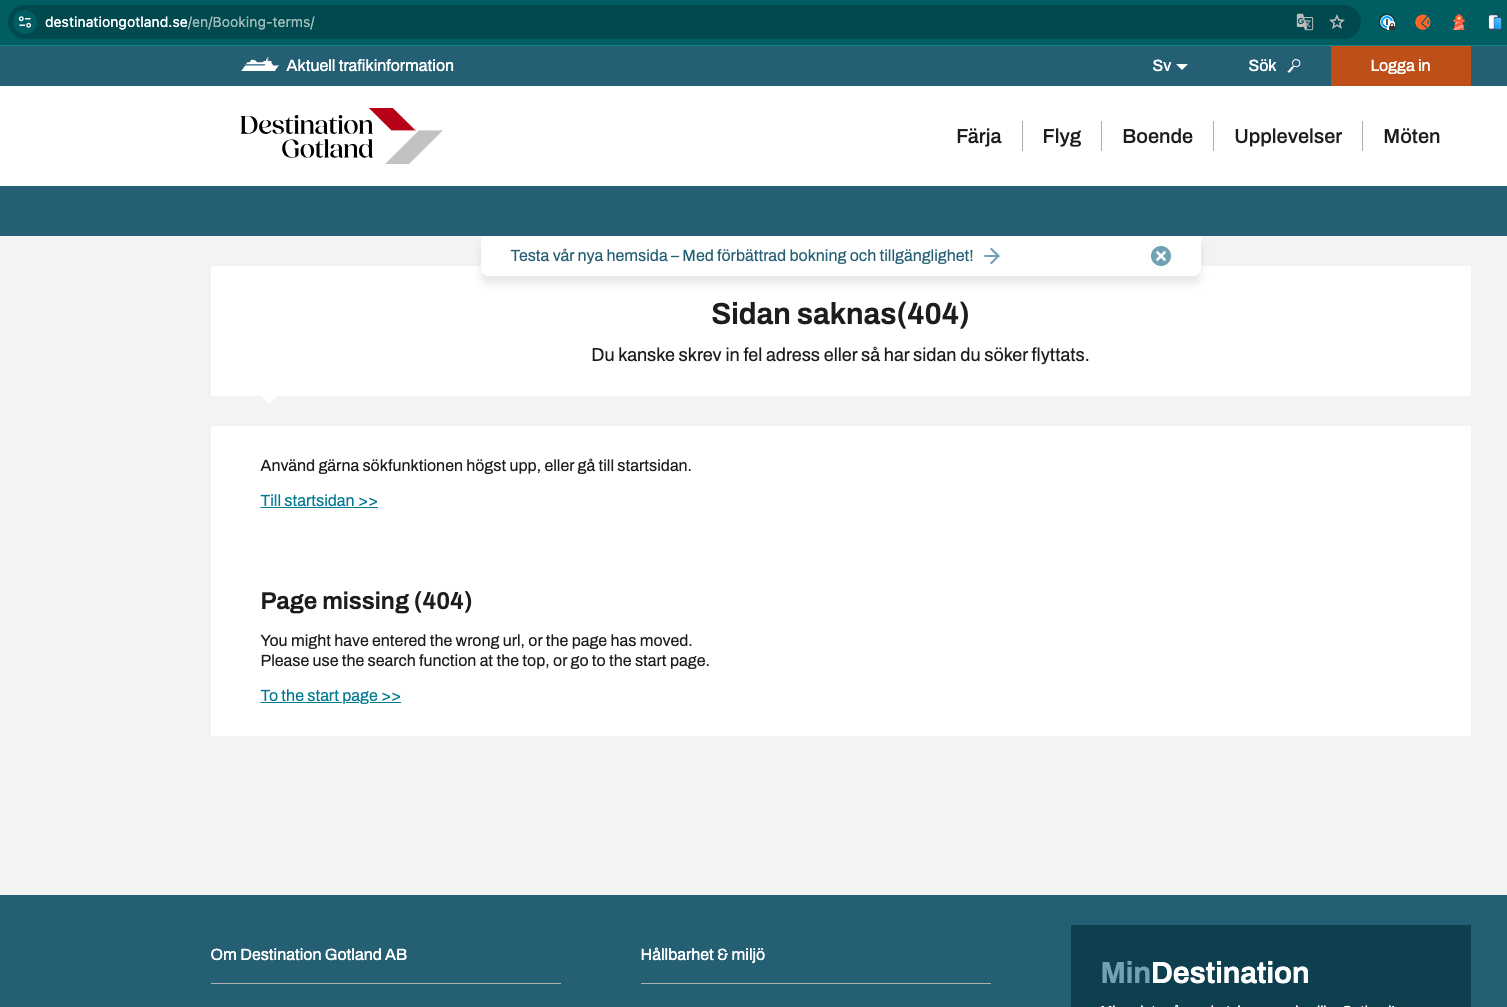 destinationgotland.se/en/Booking-terms/
Aktuell trafikinformation
Sv
Sök
Logga in
Destination
Gotland
Färja
Flyg
Boende
Upplevelser
Möten
Testa vår nya hemsida – Med förbättrad bokning och tillgänglighet!
Sidan saknas(404)
Du kanske skrev in fel adress eller så har sidan du söker flyttats.
Använd gärna sökfunktionen högst upp, eller gå till startsidan.
Till startsidan >>
Page missing (404)
You might have entered the wrong url, or the page has moved.
Please use the search function at the top, or go to the start page.
To the start page >>
Om Destination Gotland AB
Hållbarhet & miljö
MinDestination